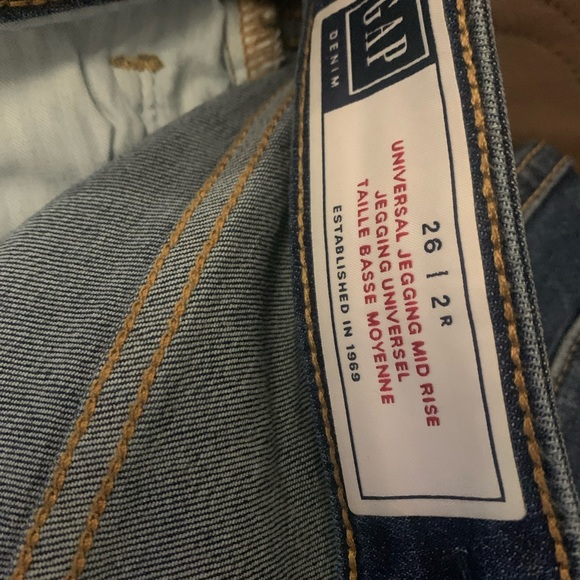 GAP
DENIM
26 | 2 R
UNIVERSAL JEGGING MID RISE
JEGGING UNIVERSEL
TAILLE BASSE MOYENNE
ESTABLISHED IN 1969